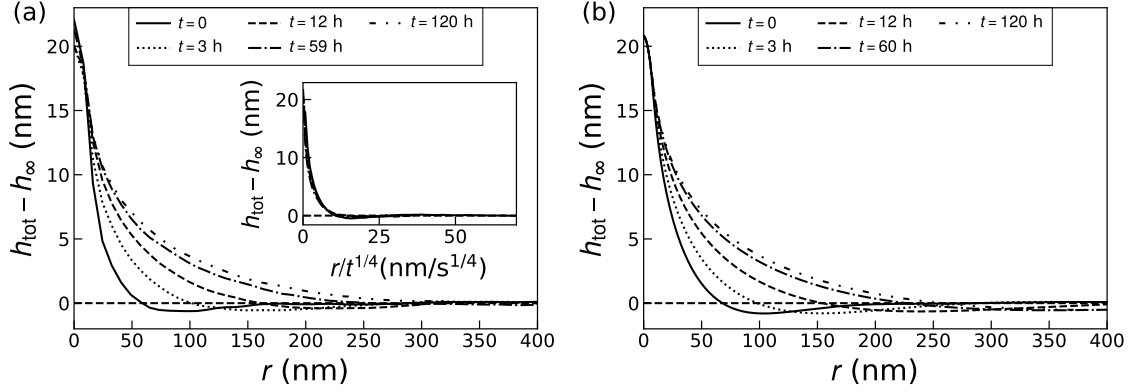 (a)
t = 0 t = 12 h t = 120 h
t = 3 h t = 59 h
h_tot − h_∞ (nm)
20
15
10
5
0
0 50 100 150 200 250 300 350 400
r (nm)
h_tot − h_∞ (nm)
20
10
0
0 25 50
r/t^1/4(nm/s^1/4)
(b)
t = 0 t = 12 h t = 120 h
t = 3 h t = 60 h
h_tot − h_∞ (nm)
20
15
10
5
0
0 50 100 150 200 250 300 350 400
r (nm)